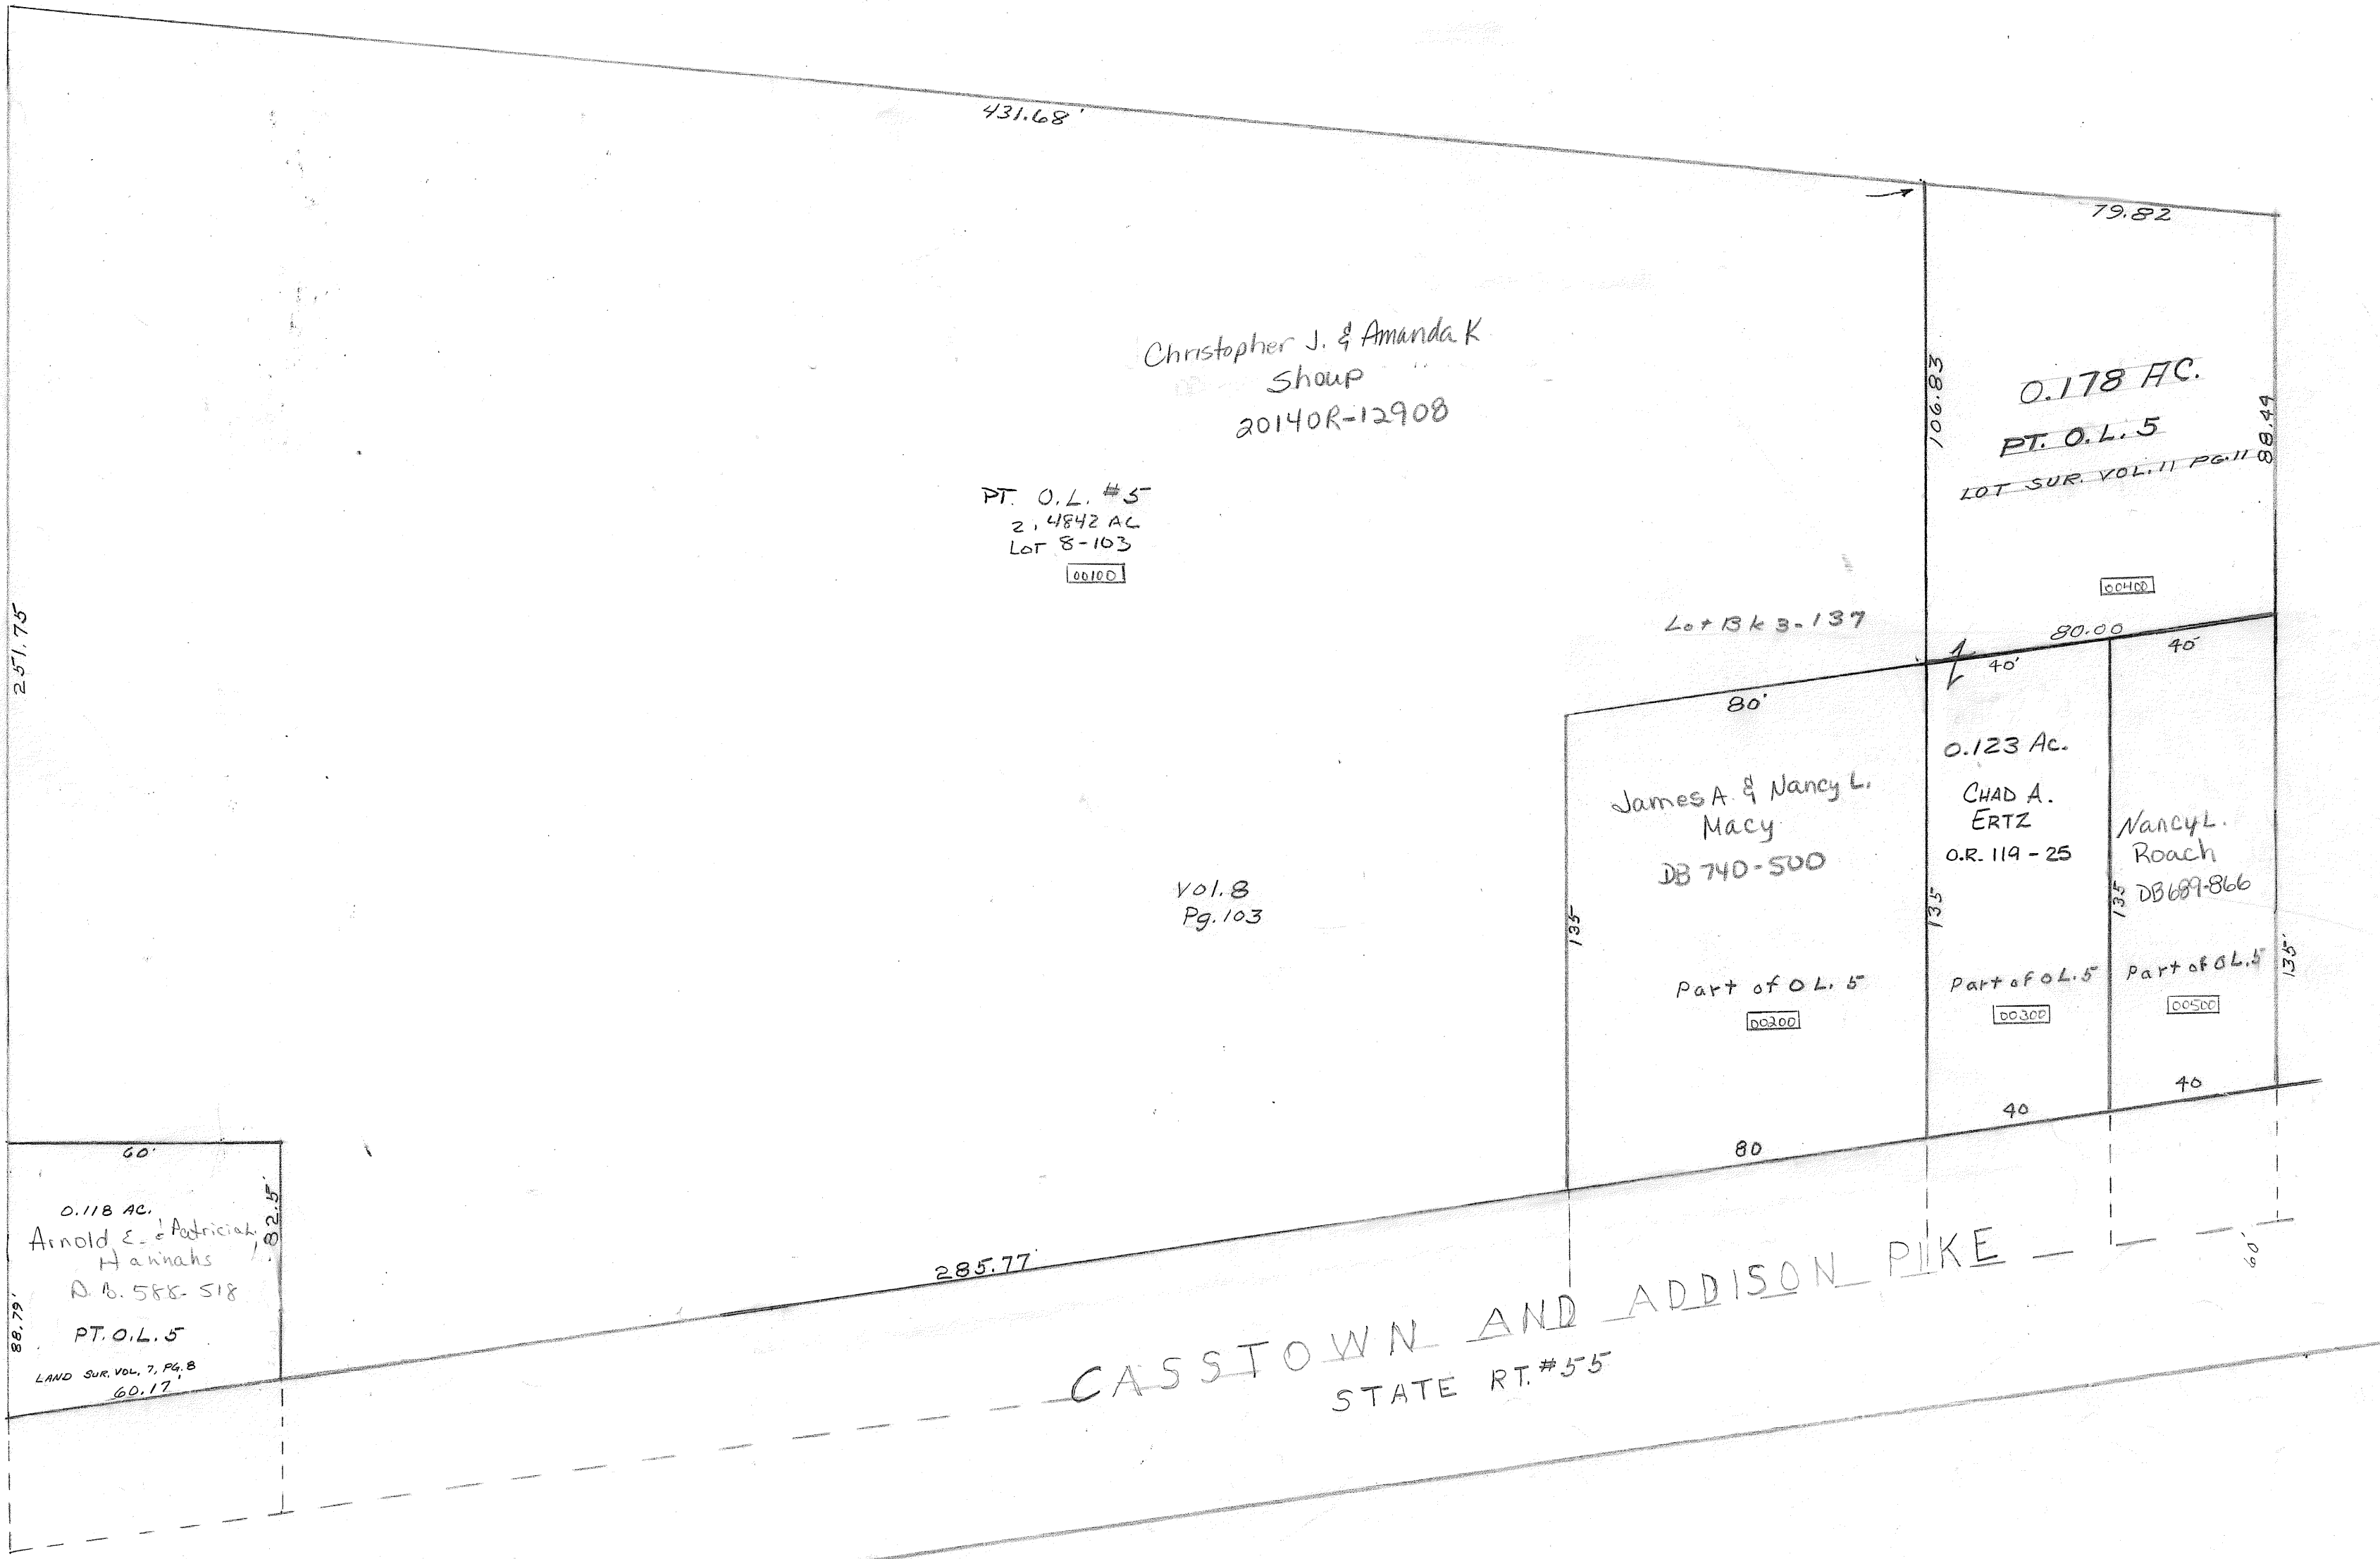 431.68'
79.82
Christopher J. & Amanda K
Shoup
2014OR-12908
106.83
0.178 AC.
PT. O.L. 5
LOT SUR. VOL. 11 PG. 11
88.44
PT. O.L. #5
2.4842 AC
LOT 8-103
00100
00400
251.75
Lot Bk 3-137
80.00
40'
40'
80'
0.123 Ac.
CHAD A.
ERTZ
O.R. 119-25
James A. & Nancy L.
Macy
DB 740-500
Nancy L.
Roach
DB 689-866
Vol. 8
Pg. 103
135
135
135
135'
Part of O L. 5
00200
Part of O L. 5
00300
Part of O L. 5
00500
80
40
40
60'
82.5'
0.118 AC.
Arnold E. & Patricia L.
Hannahs
D.B. 588-518
PT. O.L. 5
LAND SUR. VOL. 7, PG. 8
60.17'
88.79'
285.77'
CASSTOWN AND ADDISON PIKE
STATE RT. #55
60'